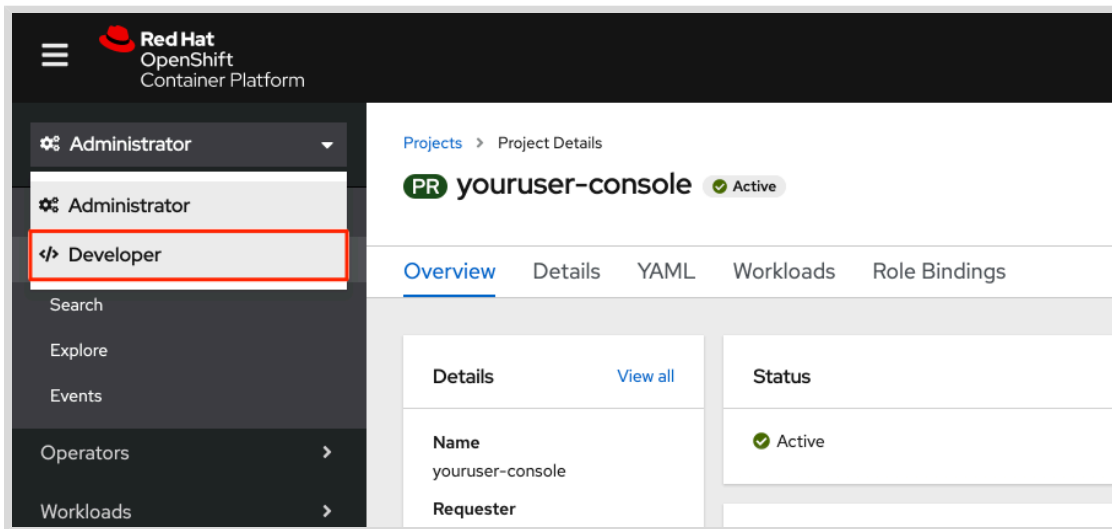 Red Hat
OpenShift
Container Platform
Administrator
Administrator
Developer
Search
Explore
Events
Operators
Workloads
Projects > Project Details
PR youruser-console Active
Overview Details YAML Workloads Role Bindings
Details View all
Name
youruser-console
Requester
Status
Active